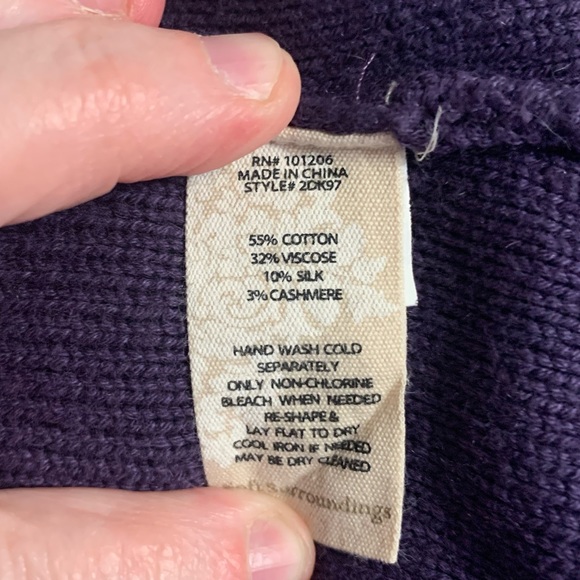 RN# 101206
MADE IN CHINA
STYLE# 2DK97
55% COTTON
32% VISCOSE
10% SILK
3% CASHMERE
HAND WASH COLD
SEPARATELY
ONLY NON-CHLORINE
BLEACH WHEN NEEDED
RE-SHAPE &
LAY FLAT TO DRY
COOL IRON IF NEEDED
MAY BE DRY CLEANED
Soft Surroundings